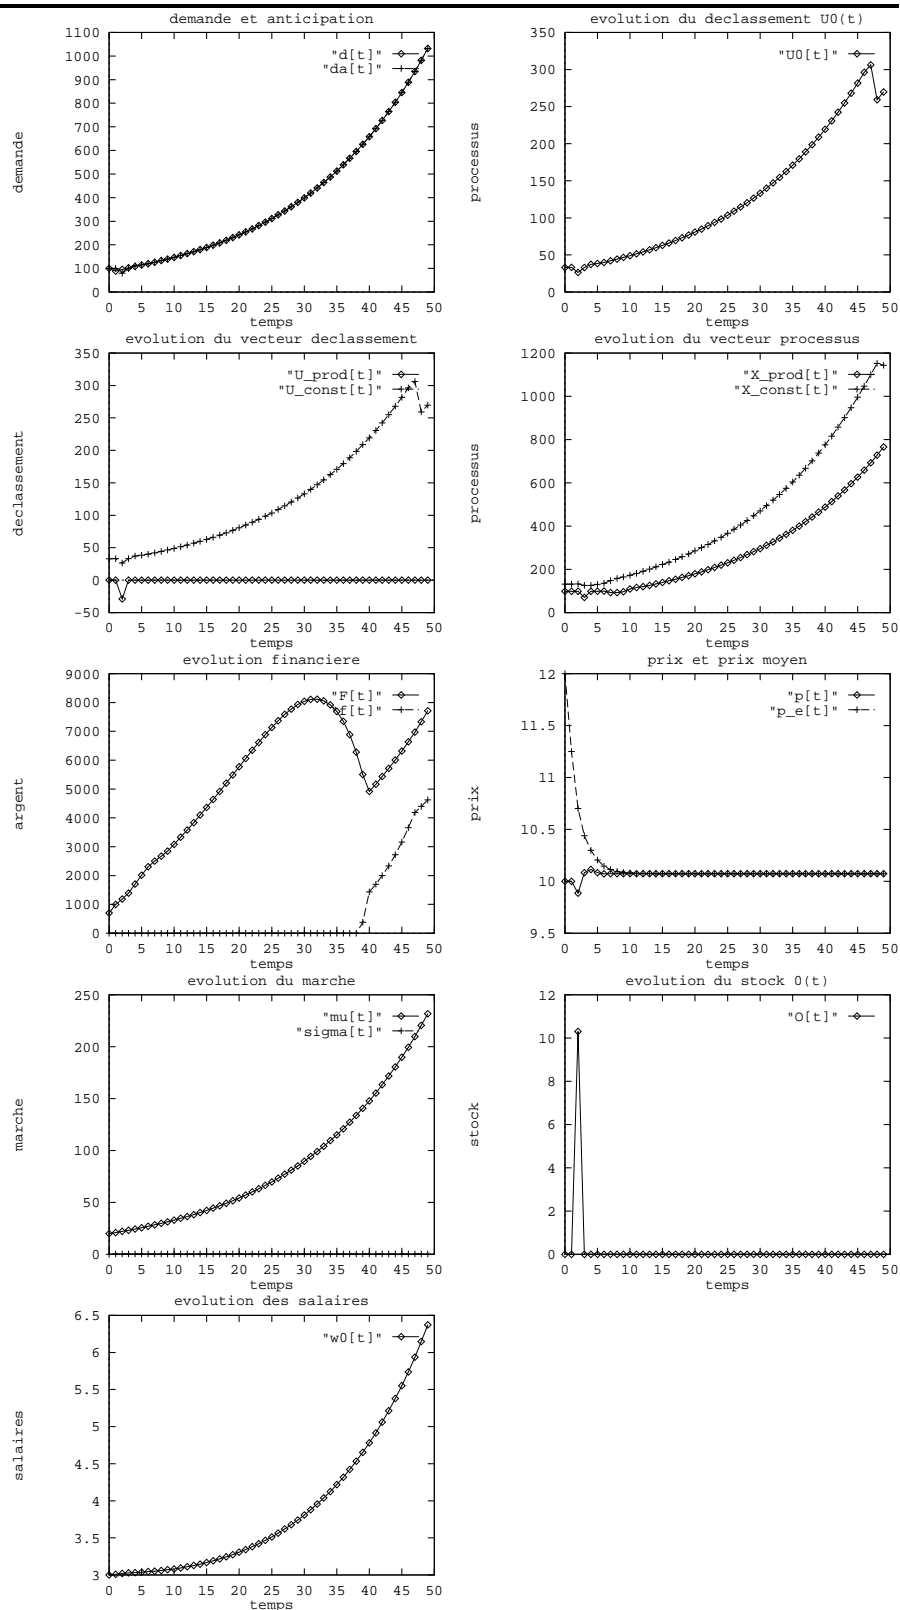 demande et anticipation
1100
1000
900
800
700
600
500
400
300
200
100
0
demande
"d[t]"
"da[t]"
0 5 10 15 20 25 30 35 40 45 50
temps
evolution du declassement U0(t)
350
300
250
200
150
100
50
0
processus
"U0[t]"
0 5 10 15 20 25 30 35 40 45 50
temps
evolution du vecteur declassement
350
300
250
200
150
100
50
0
-50
declassement
"U_prod[t]"
"U_const[t]"
0 5 10 15 20 25 30 35 40 45 50
temps
evolution du vecteur processus
1200
1000
800
600
400
200
0
processus
"X_prod[t]"
"X_const[t]"
0 5 10 15 20 25 30 35 40 45 50
temps
evolution financiere
9000
8000
7000
6000
5000
4000
3000
2000
1000
0
argent
"F[t]"
"f[t]"
0 5 10 15 20 25 30 35 40 45 50
temps
prix et prix moyen
12
11.5
11
10.5
10
9.5
prix
"p[t]"
"p_e[t]"
0 5 10 15 20 25 30 35 40 45 50
temps
evolution du marche
250
200
150
100
50
0
marche
"mu[t]"
"sigma[t]"
0 5 10 15 20 25 30 35 40 45 50
temps
evolution du stock 0(t)
12
10
8
6
4
2
0
stock
"O[t]"
0 5 10 15 20 25 30 35 40 45 50
temps
evolution des salaires
6.5
6
5.5
5
4.5
4
3.5
3
salaires
"w0[t]"
0 5 10 15 20 25 30 35 40 45 50
temps